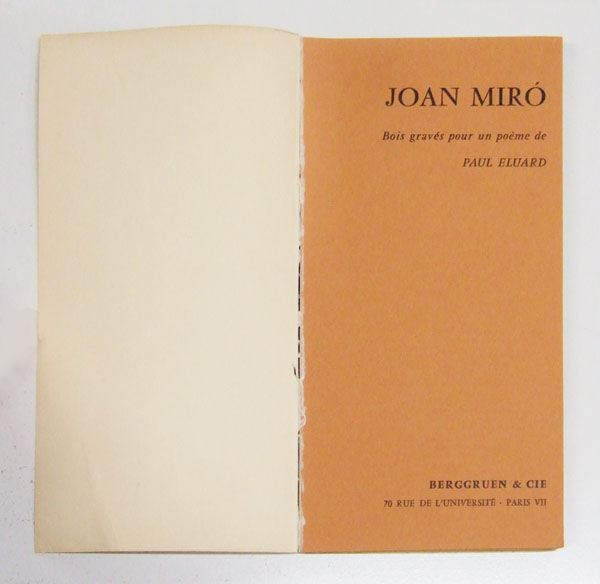 JOAN MIRÓ
Bois gravés pour un poème de
PAUL ELUARD
BERGGRUEN & CIE
70 RUE DE L'UNIVERSITÉ · PARIS VII